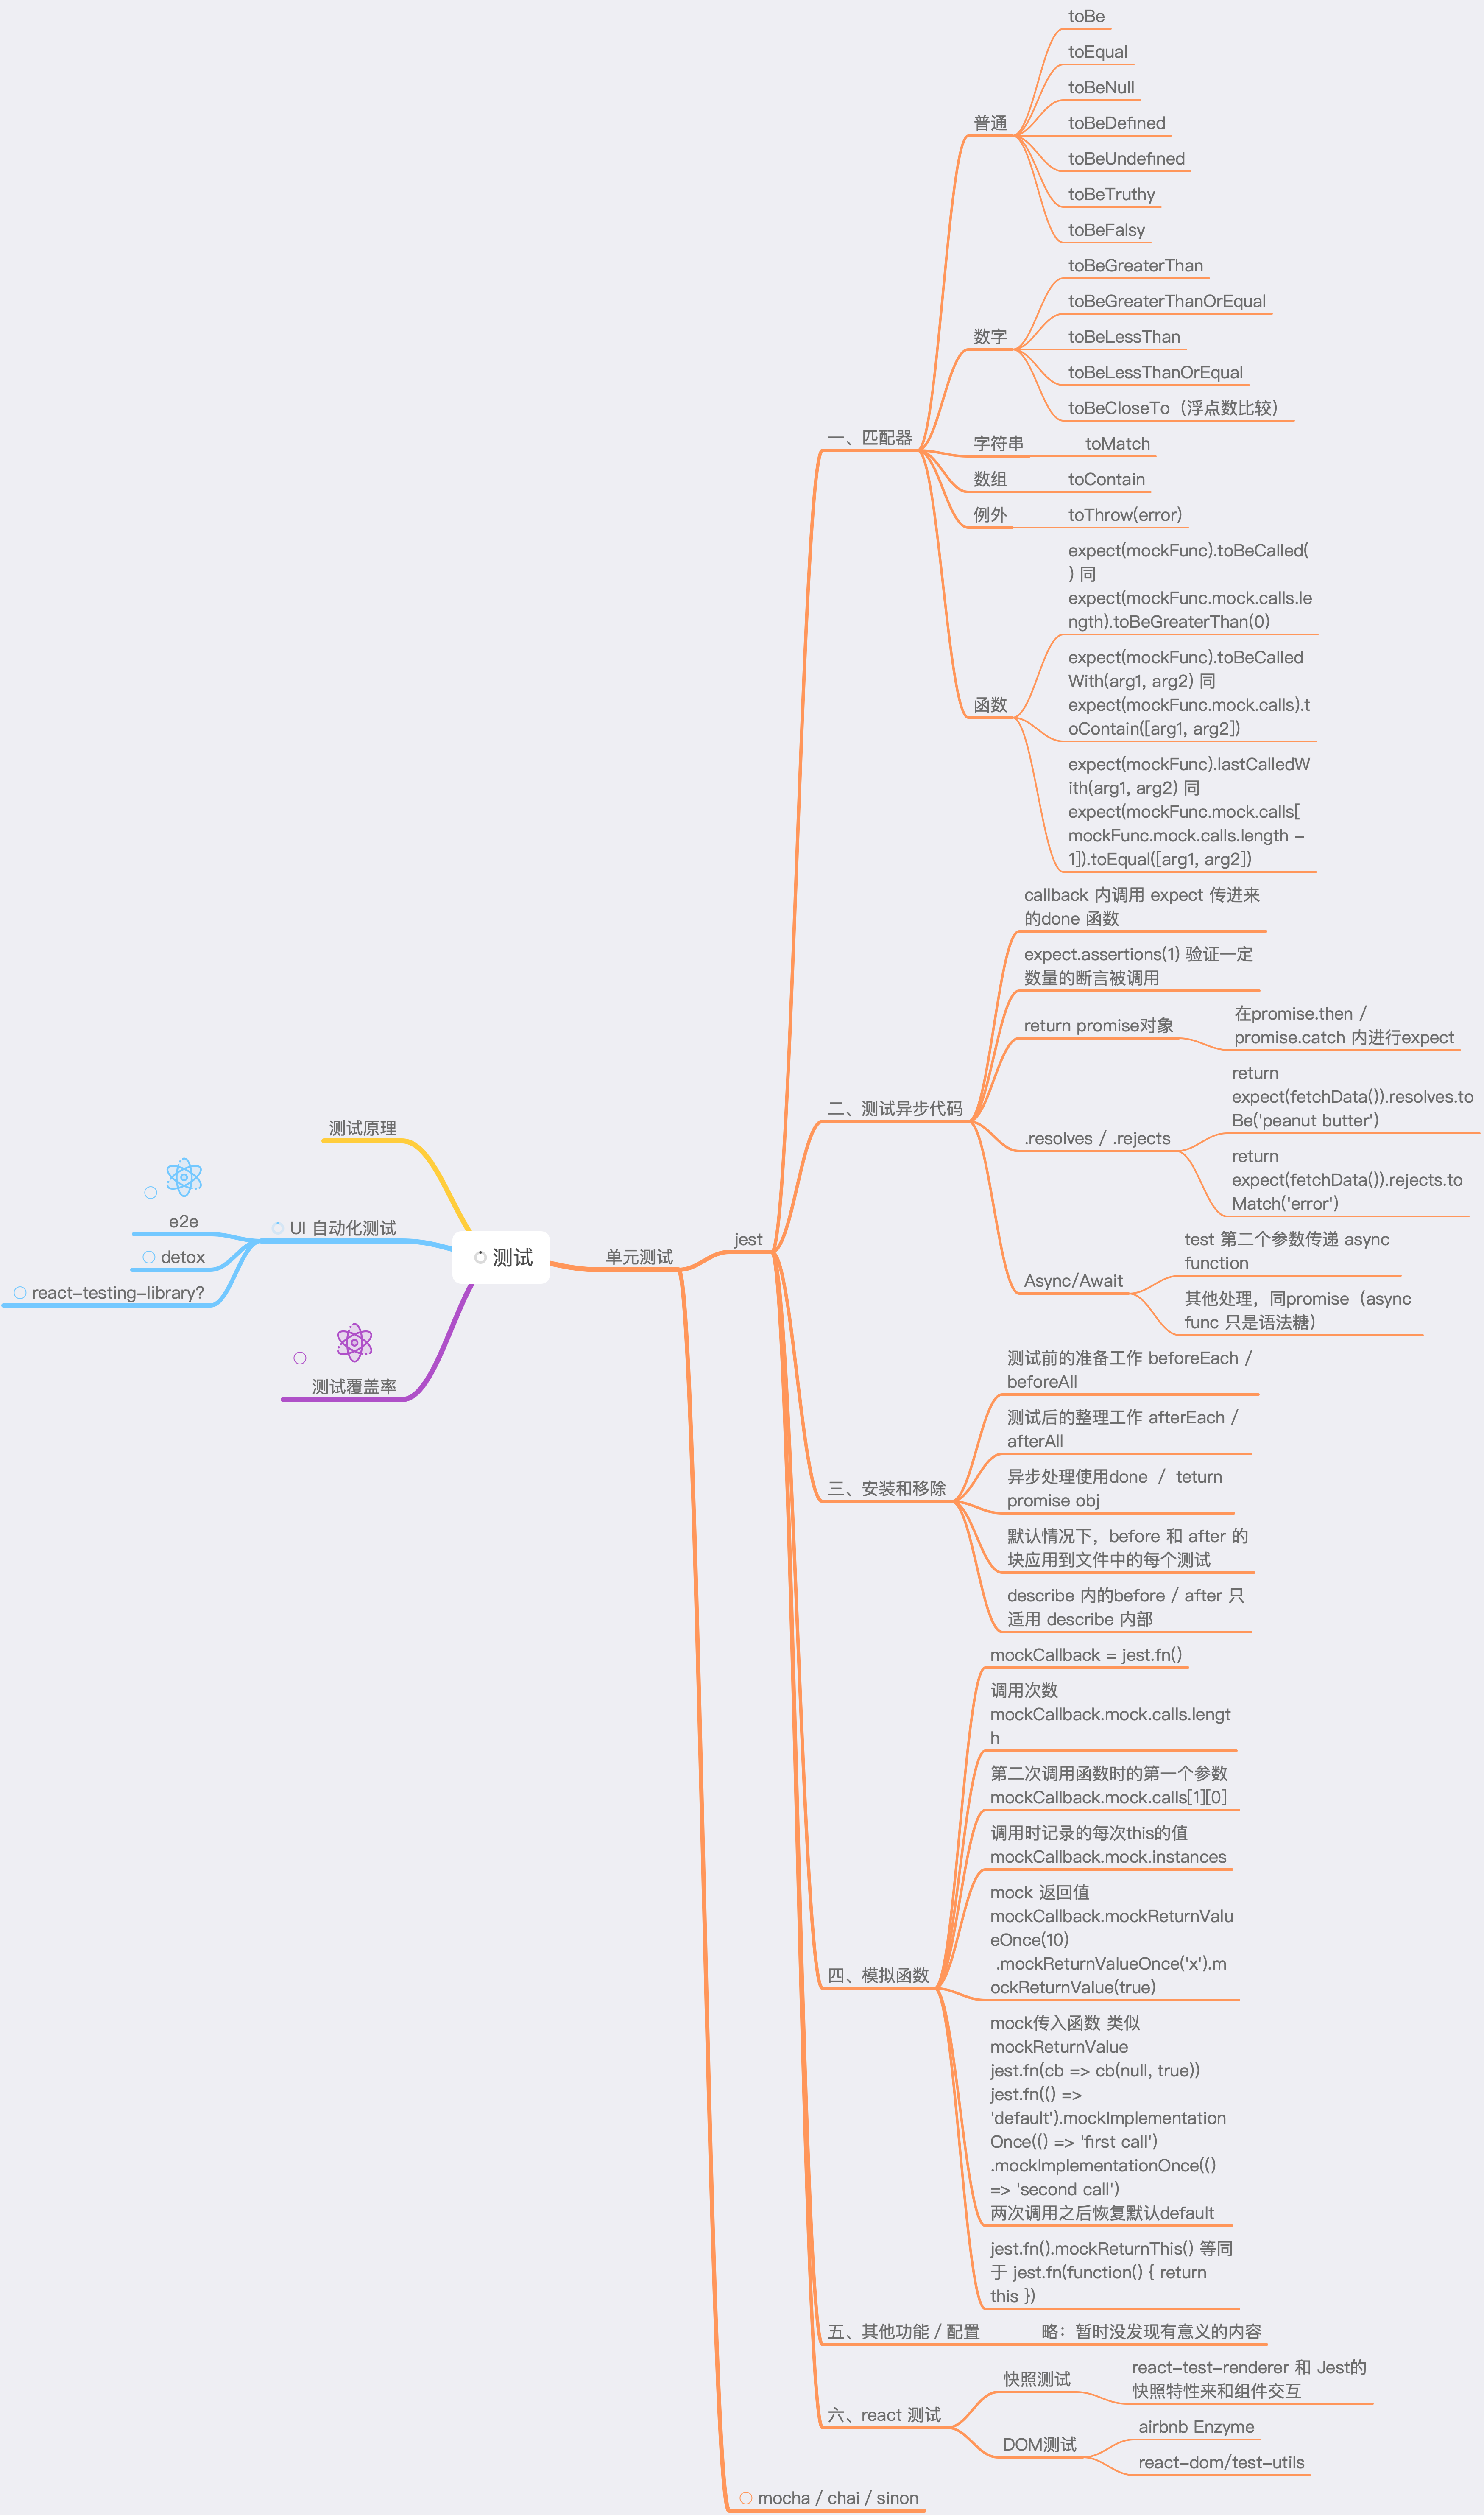 测试
测试原理
UI 自动化测试
e2e
detox
react-testing-library?
测试覆盖率
单元测试
jest
一、匹配器
普通
toBe
toEqual
toBeNull
toBeDefined
toBeUndefined
toBeTruthy
toBeFalsy
数字
toBeGreaterThan
toBeGreaterThanOrEqual
toBeLessThan
toBeLessThanOrEqual
toBeCloseTo（浮点数比较）
字符串
toMatch
数组
toContain
例外
toThrow(error)
函数
expect(mockFunc).toBeCalled(
) 同
expect(mockFunc.mock.calls.le
ngth).toBeGreaterThan(0)
expect(mockFunc).toBeCalled
With(arg1, arg2) 同
expect(mockFunc.mock.calls).t
oContain([arg1, arg2])
expect(mockFunc).lastCalledW
ith(arg1, arg2) 同
expect(mockFunc.mock.calls[
mockFunc.mock.calls.length -
1]).toEqual([arg1, arg2])
二、测试异步代码
callback 内调用 expect 传进来
的done 函数
expect.assertions(1) 验证一定
数量的断言被调用
return promise对象
在promise.then /
promise.catch 内进行expect
.resolves / .rejects
return
expect(fetchData()).resolves.to
Be('peanut butter')
return
expect(fetchData()).rejects.to
Match('error')
Async/Await
test 第二个参数传递 async
function
其他处理，同promise（async
func 只是语法糖）
三、安装和移除
测试前的准备工作 beforeEach /
beforeAll
测试后的整理工作 afterEach /
afterAll
异步处理使用done / teturn
promise obj
默认情况下，before 和 after 的
块应用到文件中的每个测试
describe 内的before / after 只
适用 describe 内部
四、模拟函数
mockCallback = jest.fn()
调用次数
mockCallback.mock.calls.lengt
h
第二次调用函数时的第一个参数
mockCallback.mock.calls[1][0]
调用时记录的每次this的值
mockCallback.mock.instances
mock 返回值
mockCallback.mockReturnValu
eOnce(10)
.mockReturnValueOnce('x').m
ockReturnValue(true)
mock传入函数 类似
mockReturnValue
jest.fn(cb => cb(null, true))
jest.fn(() =>
'default').mockImplementation
Once(() => 'first call')
.mockImplementationOnce(()
=> 'second call')
两次调用之后恢复默认default
jest.fn().mockReturnThis() 等同
于 jest.fn(function() { return
this })
五、其他功能 / 配置
略：暂时没发现有意义的内容
六、react 测试
快照测试
react-test-renderer 和 Jest的
快照特性来和组件交互
DOM测试
airbnb Enzyme
react-dom/test-utils
mocha / chai / sinon